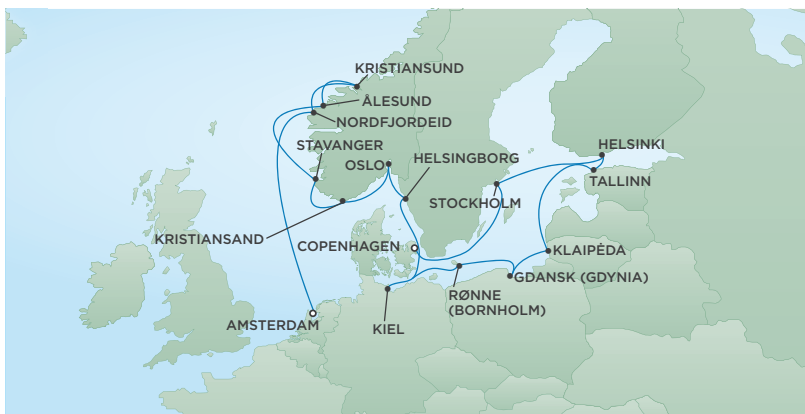 KRISTIANSUND
ÅLESUND
NORDFJORDEID
STAVANGER
OSLO
HELSINGBORG
HELSINKI
TALLINN
STOCKHOLM
KRISTIANSAND
COPENHAGEN
KLAIPĖDA
GDANSK (GDYNIA)
RØNNE
(BORNHOLM)
AMSTERDAM
KIEL